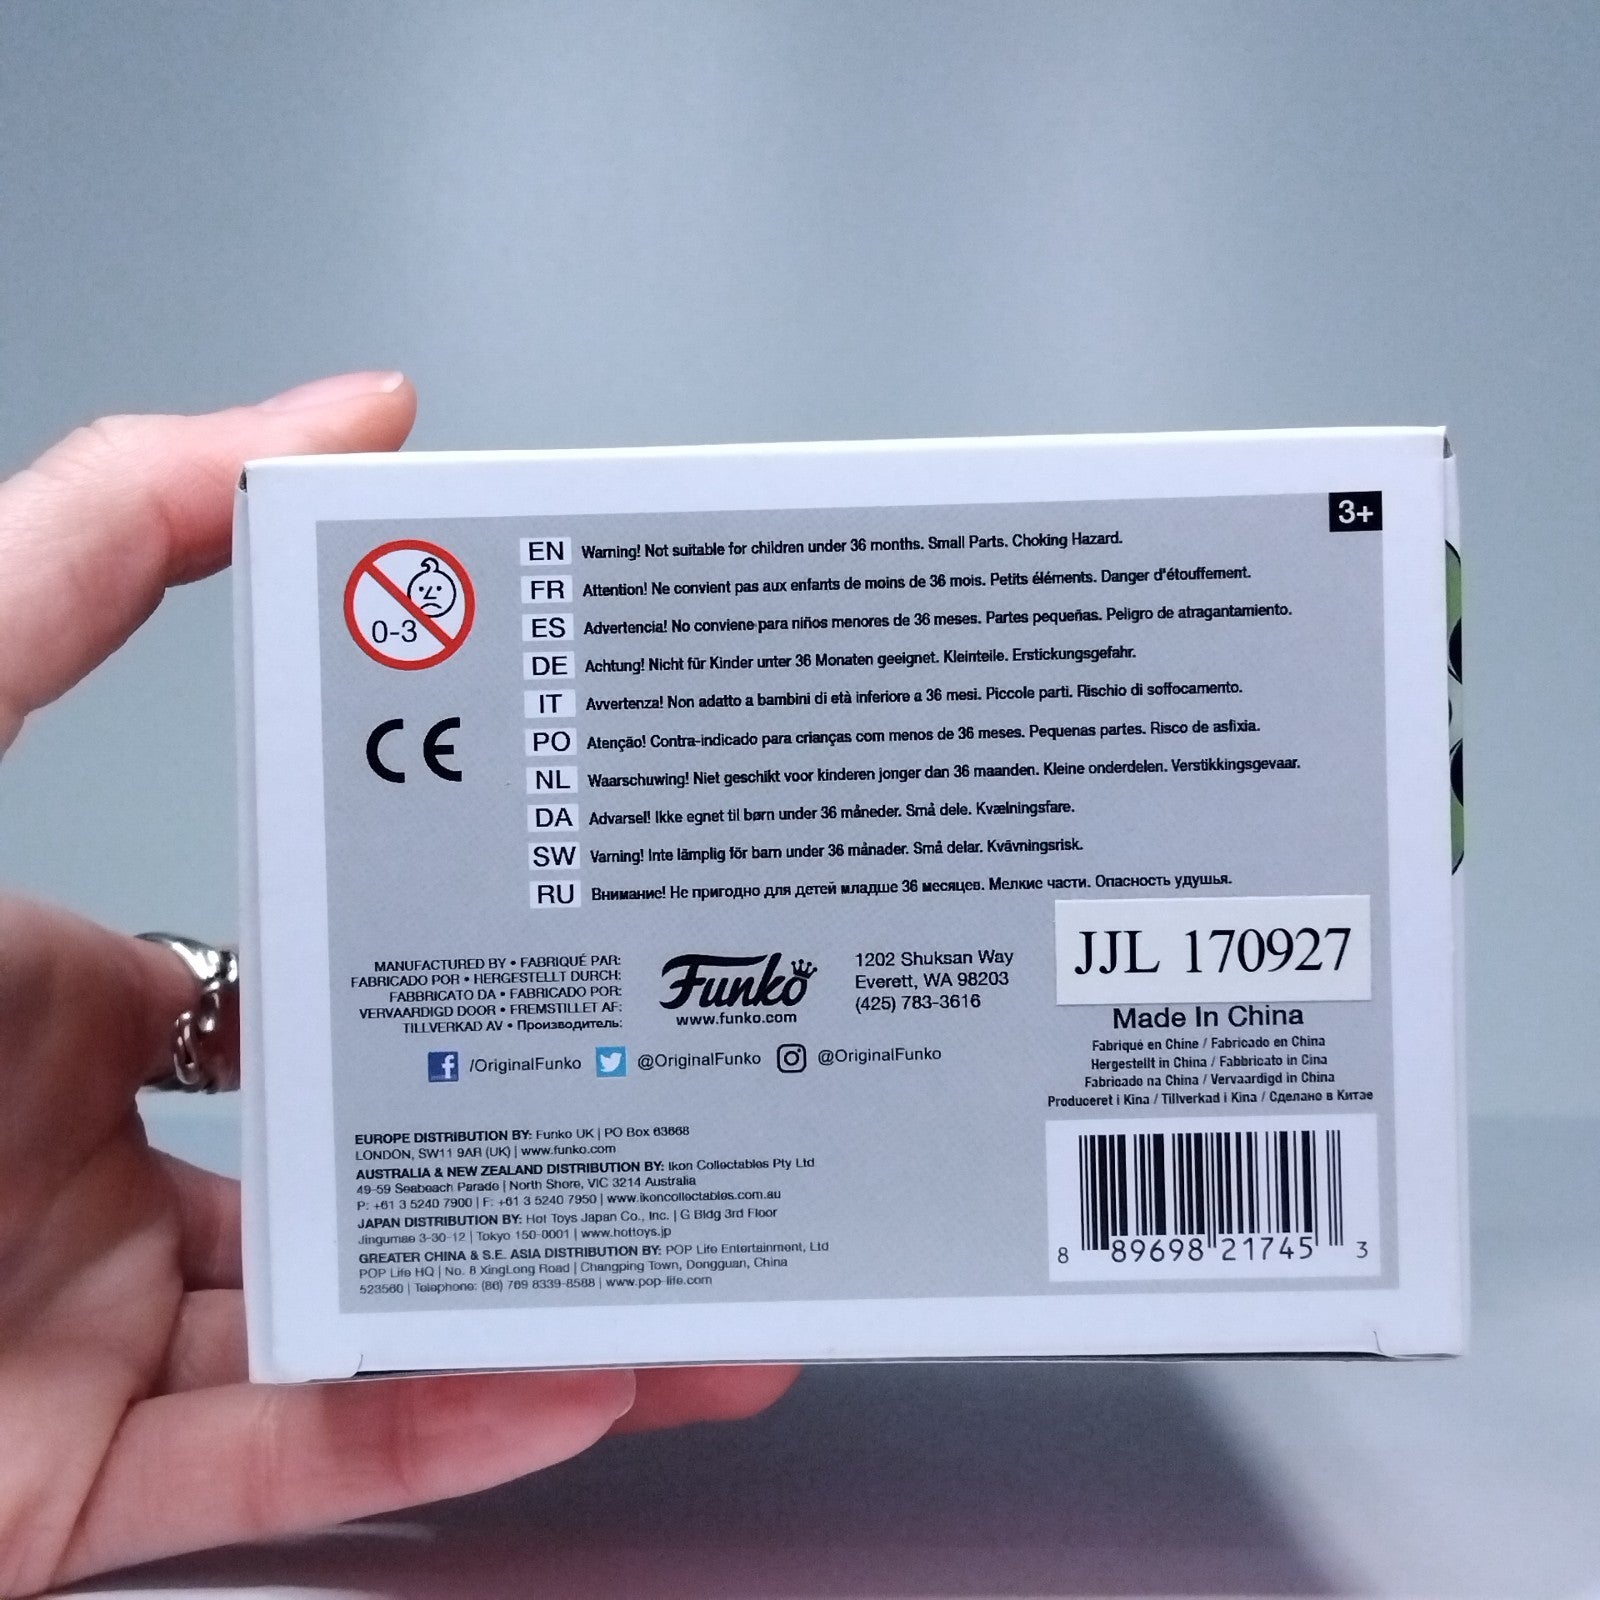 3+
0-3
EN Warning! Not suitable for children under 36 months. Small Parts. Choking Hazard.
FR Attention! Ne convient pas aux enfants de moins de 36 mois. Petits éléments. Danger d'étouffement.
ES Advertencia! No conviene para niños menores de 36 meses. Partes pequeñas. Peligro de atragantamiento.
DE Achtung! Nicht für Kinder unter 36 Monaten geeignet. Kleinteile. Erstickungsgefahr.
IT Avvertenza! Non adatto a bambini di età inferiore a 36 mesi. Piccole parti. Rischio di soffocamento.
PO Atenção! Contra-indicado para crianças com menos de 36 meses. Pequenas partes. Risco de asfixia.
NL Waarschuwing! Niet geschikt voor kinderen jonger dan 36 maanden. Kleine onderdelen. Verstikkingsgevaar.
DA Advarsel! Ikke egnet til børn under 36 måneder. Små dele. Kvælningsfare.
SW Varning! Inte lämplig för barn under 36 månader. Små delar. Kvävningsrisk.
RU Внимание! Не пригодно для детей младше 36 месяцев. Мелкие части. Опасность удушья.
CE
MANUFACTURED BY • FABRIQUÉ PAR:
FABRICADO POR • HERGESTELLT DURCH:
FABBRICATO DA • FABRICADO POR:
VERVAARDIGD DOOR • FREMSTILLET AF:
TILLVERKAD AV • Производитель:
Funko
www.funko.com
1202 Shuksan Way
Everett, WA 98203
(425) 783-3616
/OriginalFunko @OriginalFunko @OriginalFunko
JJL 170927
Made In China
Fabriqué en Chine / Fabricado en China
Hergestellt in China / Fabbricato in Cina
Fabricado na China / Vervaardigd in China
Produceret i Kina / Tillverkad i Kina / Сделано в Китае
EUROPE DISTRIBUTION BY: Funko UK | PO Box 63668
LONDON, SW11 9AR (UK) | www.funko.com
AUSTRALIA & NEW ZEALAND DISTRIBUTION BY: Ikon Collectables Pty Ltd
49-59 Seabeach Parade | North Shore, VIC 3214 Australia
P: +61 3 5240 7900 | F: +61 3 5240 7950 | www.ikoncollectables.com.au
JAPAN DISTRIBUTION BY: Hot Toys Japan Co., Inc. | G Bldg 3rd Floor
Jingumae 3-30-12 | Tokyo 150-0001 | www.hottoys.jp
GREATER CHINA & S.E. ASIA DISTRIBUTION BY: POP Life Entertainment, Ltd
POP Life HQ | No. 8 XingLong Road | Changping Town, Dongguan, China
523560 | Telephone: (86) 769 8339-8588 | www.pop-life.com
8 89698 21745 3